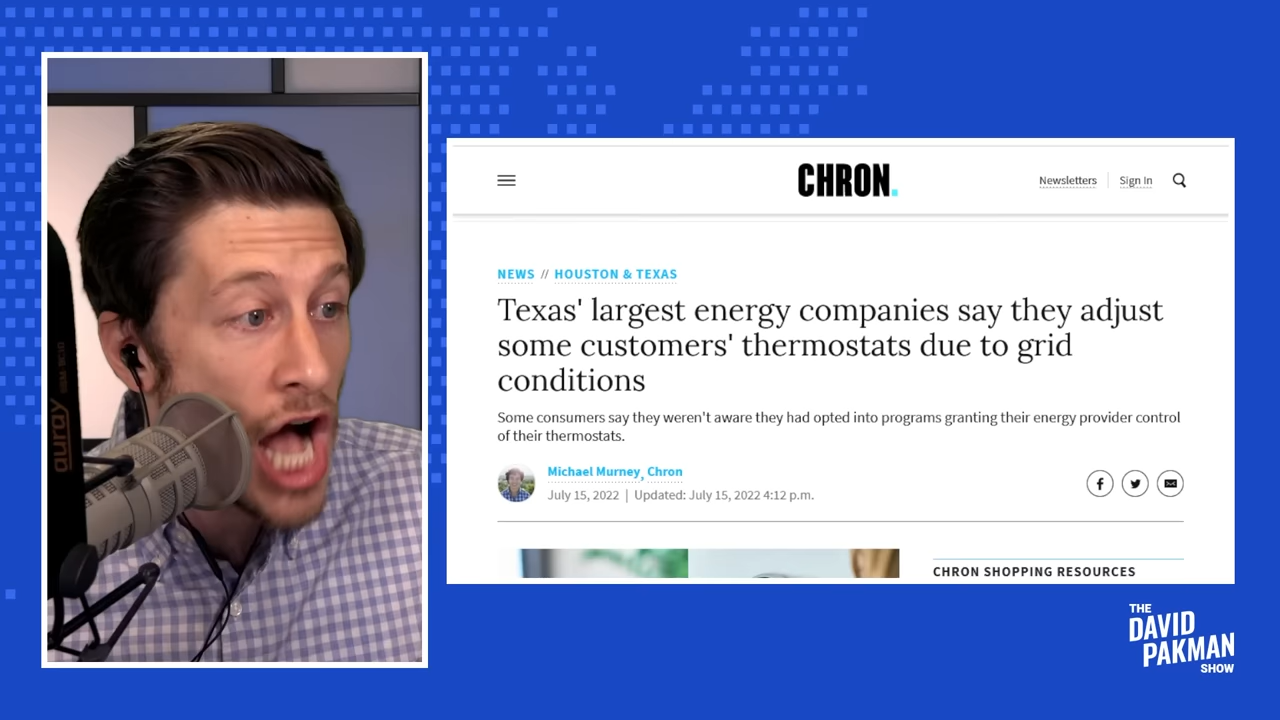 auray
CHRON.
Newsletters
Sign In
NEWS // HOUSTON & TEXAS
Texas' largest energy companies say they adjust
some customers' thermostats due to grid
conditions
Some consumers say they weren't aware they had opted into programs granting their energy provider control
of their thermostats.
Michael Murney, Chron
July 15, 2022 | Updated: July 15, 2022 4:12 p.m.
CHRON SHOPPING RESOURCES
THE
DAVID
PAKMAN
SHOW